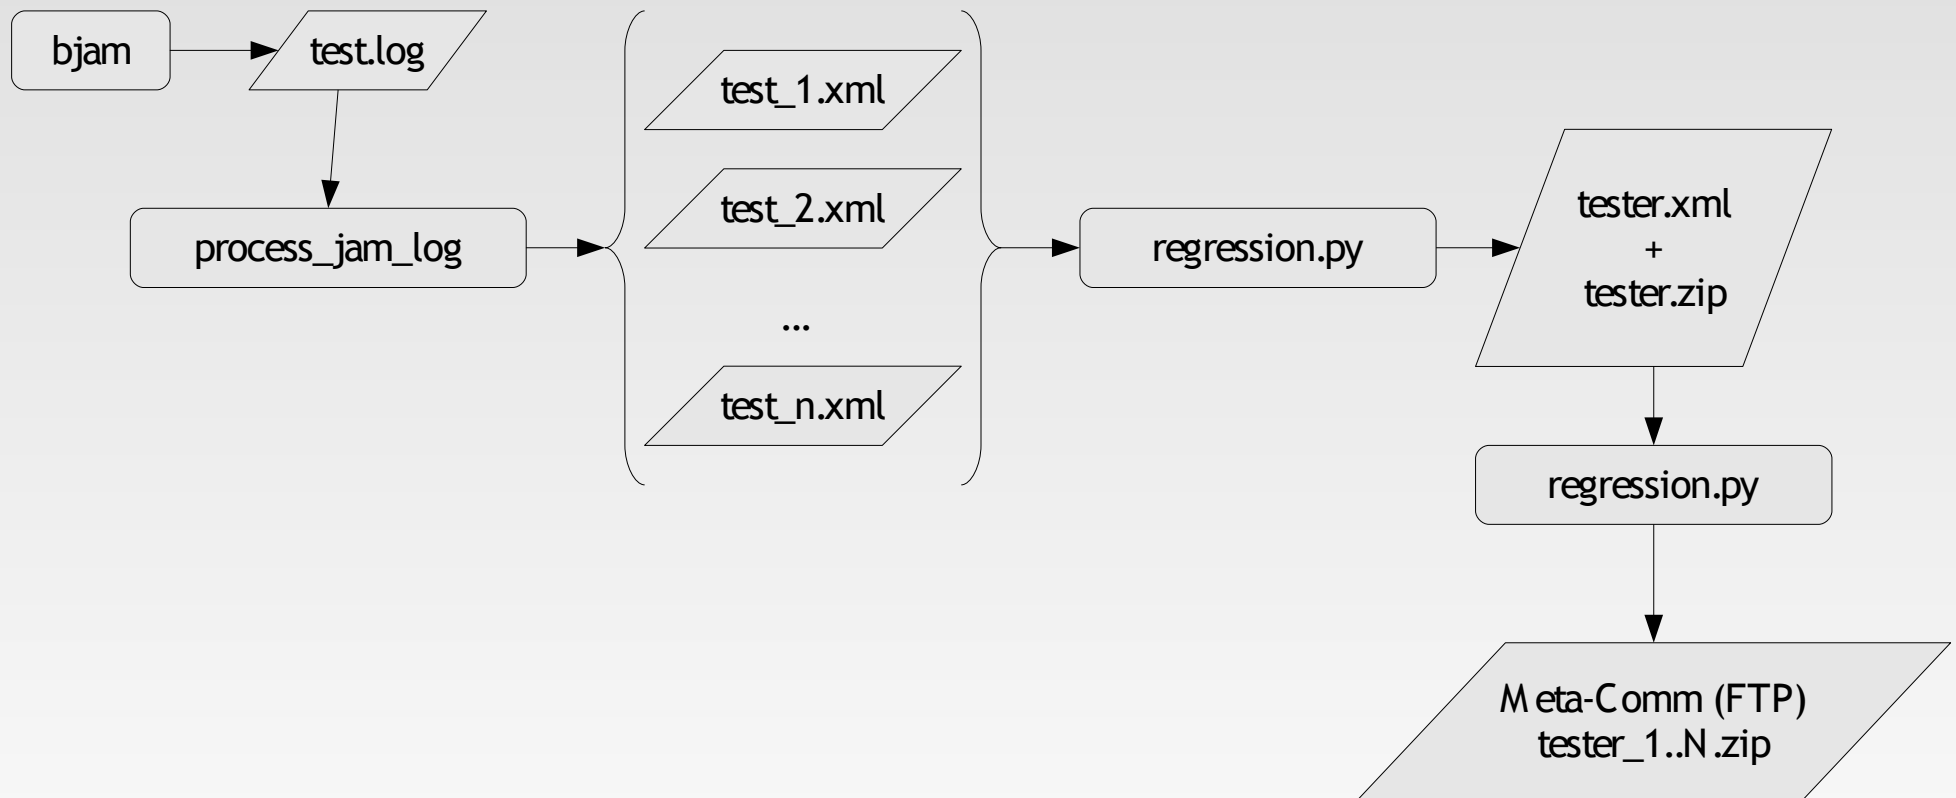 bjam
test.log
process_jam_log
test_1.xml
test_2.xml
...
test_n.xml
regression.py
tester.xml
+
tester.zip
regression.py
Meta-Comm (FTP)
tester_1..N.zip